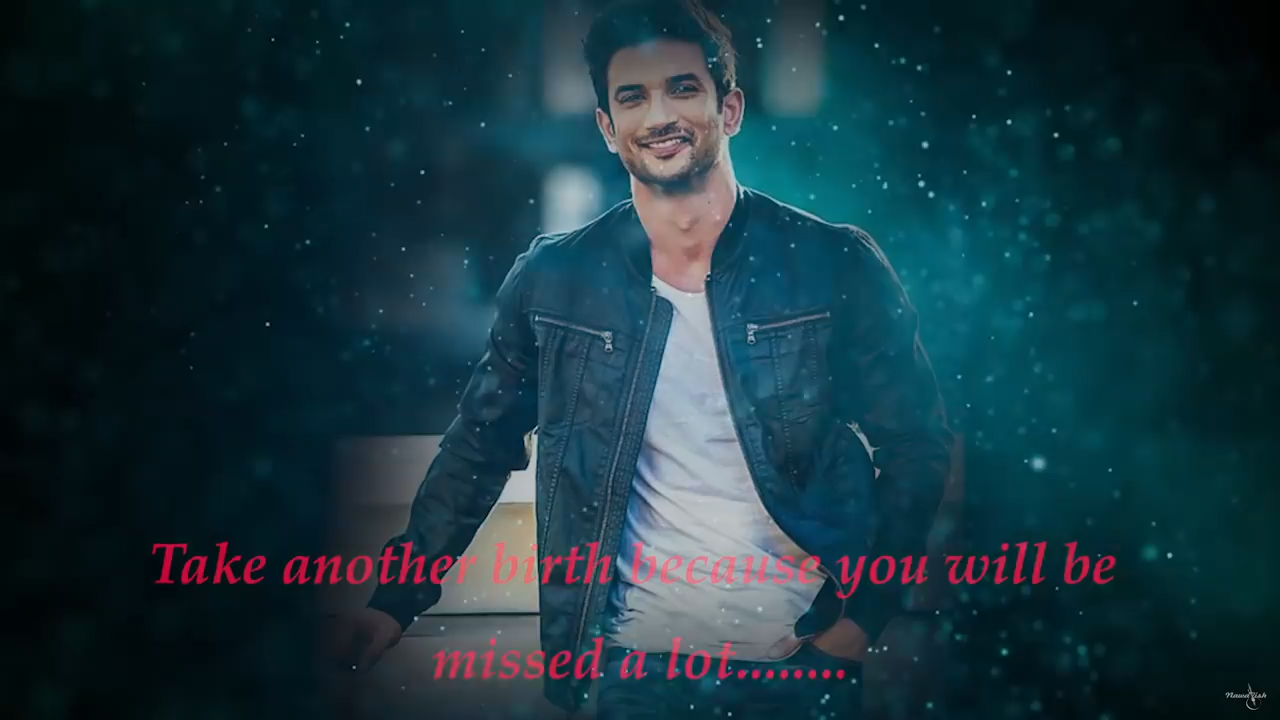 Take another birth because you will be
missed a lot........